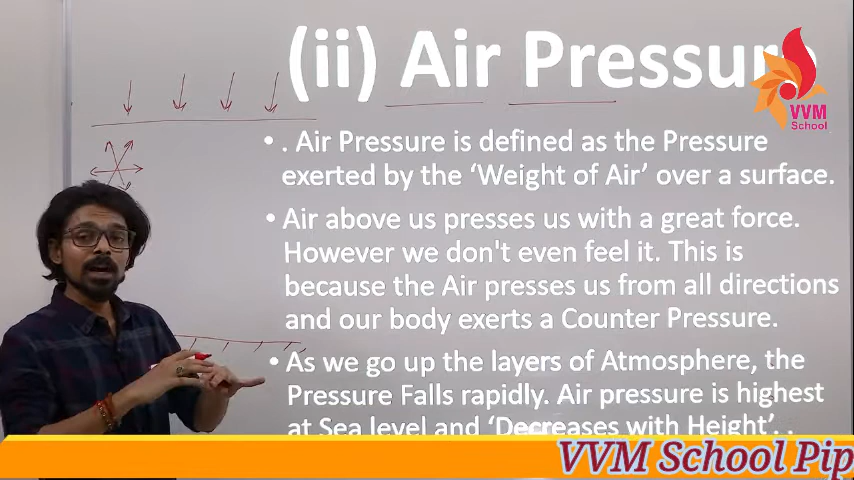 (ii) Air Pressure
VVM
School
• . Air Pressure is defined as the Pressure
exerted by the ‘Weight of Air’ over a surface.
• Air above us presses us with a great force.
However we don't even feel it. This is
because the Air presses us from all directions
and our body exerts a Counter Pressure.
• As we go up the layers of Atmosphere, the
Pressure Falls rapidly. Air pressure is highest
at Sea level and ‘Decreases with Height’. .
VVM School Pip